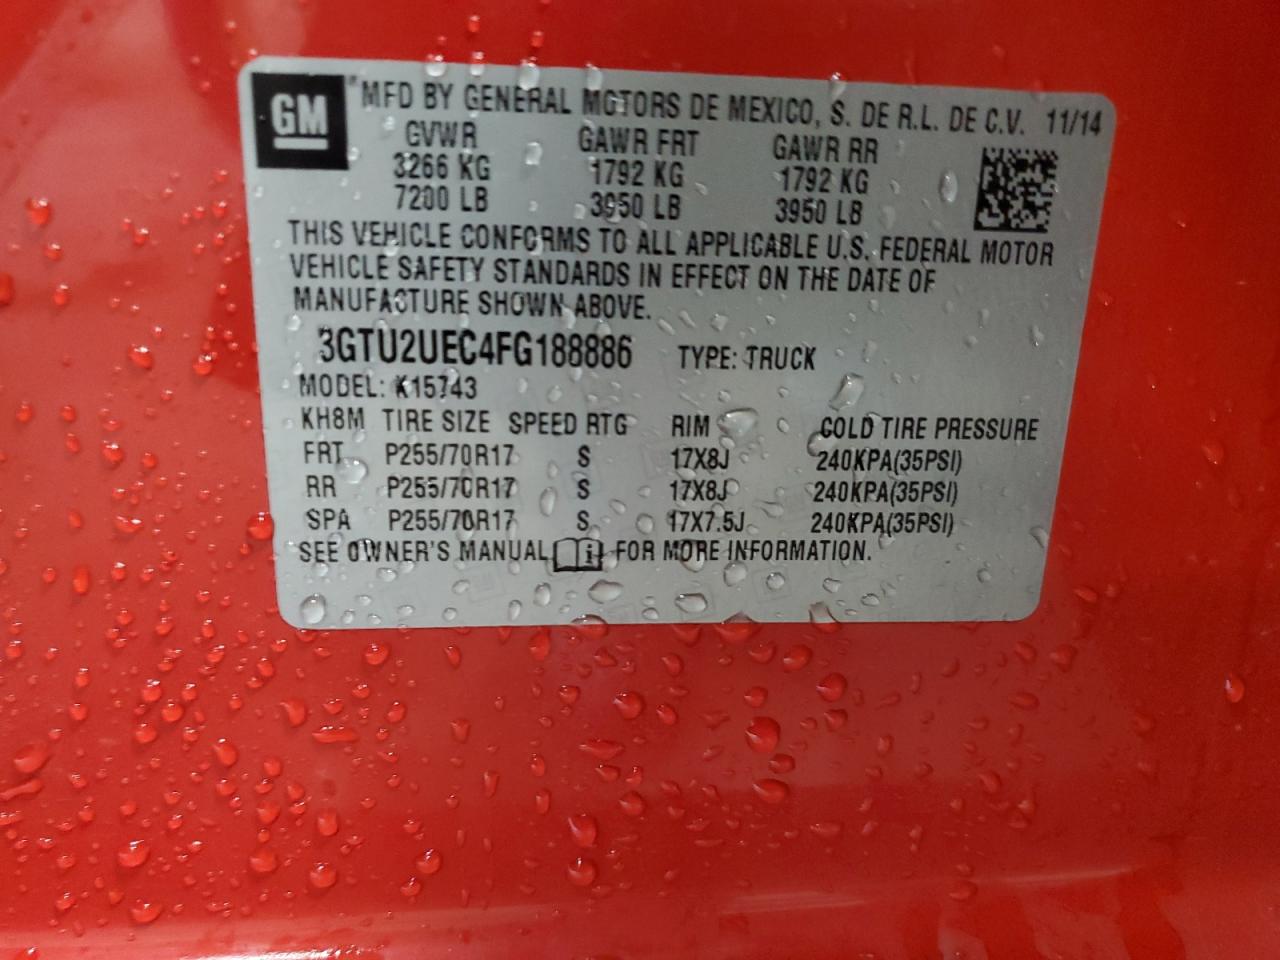 GM MFD BY GENERAL MOTORS DE MEXICO, S. DE R.L. DE C.V. 11/14
GVWR GAWR FRT GAWR RR
3266 KG 1792 KG 1792 KG
7200 LB 3950 LB 3950 LB
THIS VEHICLE CONFORMS TO ALL APPLICABLE U.S. FEDERAL MOTOR
VEHICLE SAFETY STANDARDS IN EFFECT ON THE DATE OF
MANUFACTURE SHOWN ABOVE.
3GTU2UEC4FG188886 TYPE: TRUCK
MODEL: K15743
KH8M TIRE SIZE SPEED RTG RIM COLD TIRE PRESSURE
FRT P255/70R17 S 17X8J 240KPA(35PSI)
RR P255/70R17 S 17X8J 240KPA(35PSI)
SPA P255/70R17 S 17X7.5J 240KPA(35PSI)
SEE OWNER'S MANUAL i FOR MORE INFORMATION.